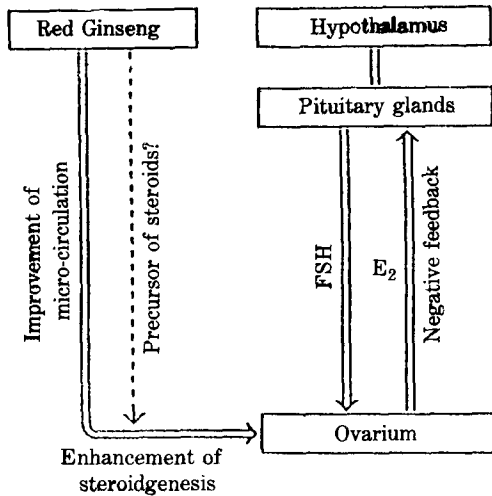 Red Ginseng
Hypothalamus
Pituitary glands
Improvement of
micro-circulation
Precursor of steroids?
FSH
E₂
Negative feedback
Ovarium
Enhancement of
steroidgenesis